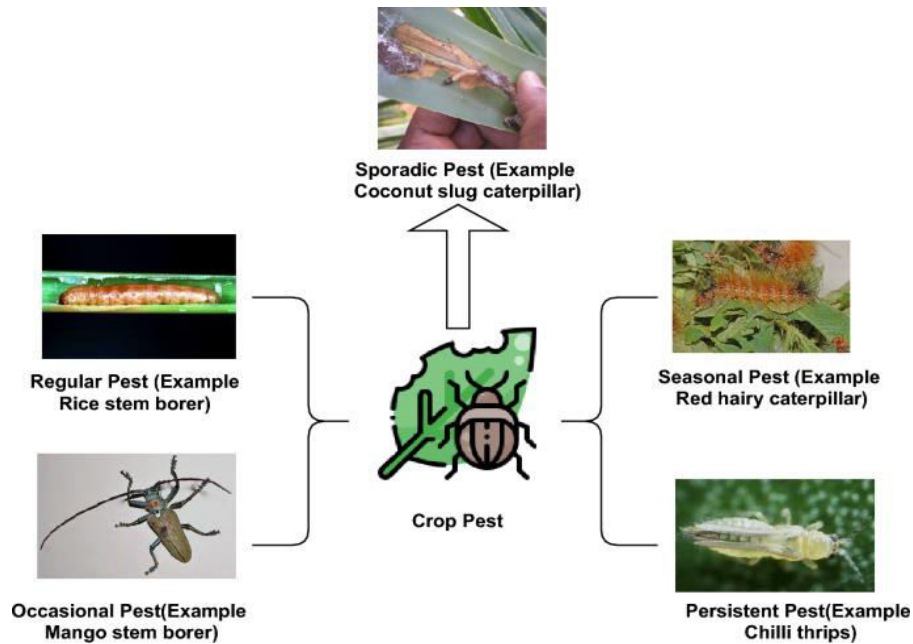 Sporadic Pest (Example
Coconut slug caterpillar)
Regular Pest (Example
Rice stem borer)
Seasonal Pest (Example
Red hairy caterpillar)
Crop Pest
Occasional Pest(Example
Mango stem borer)
Persistent Pest(Example
Chilli thrips)